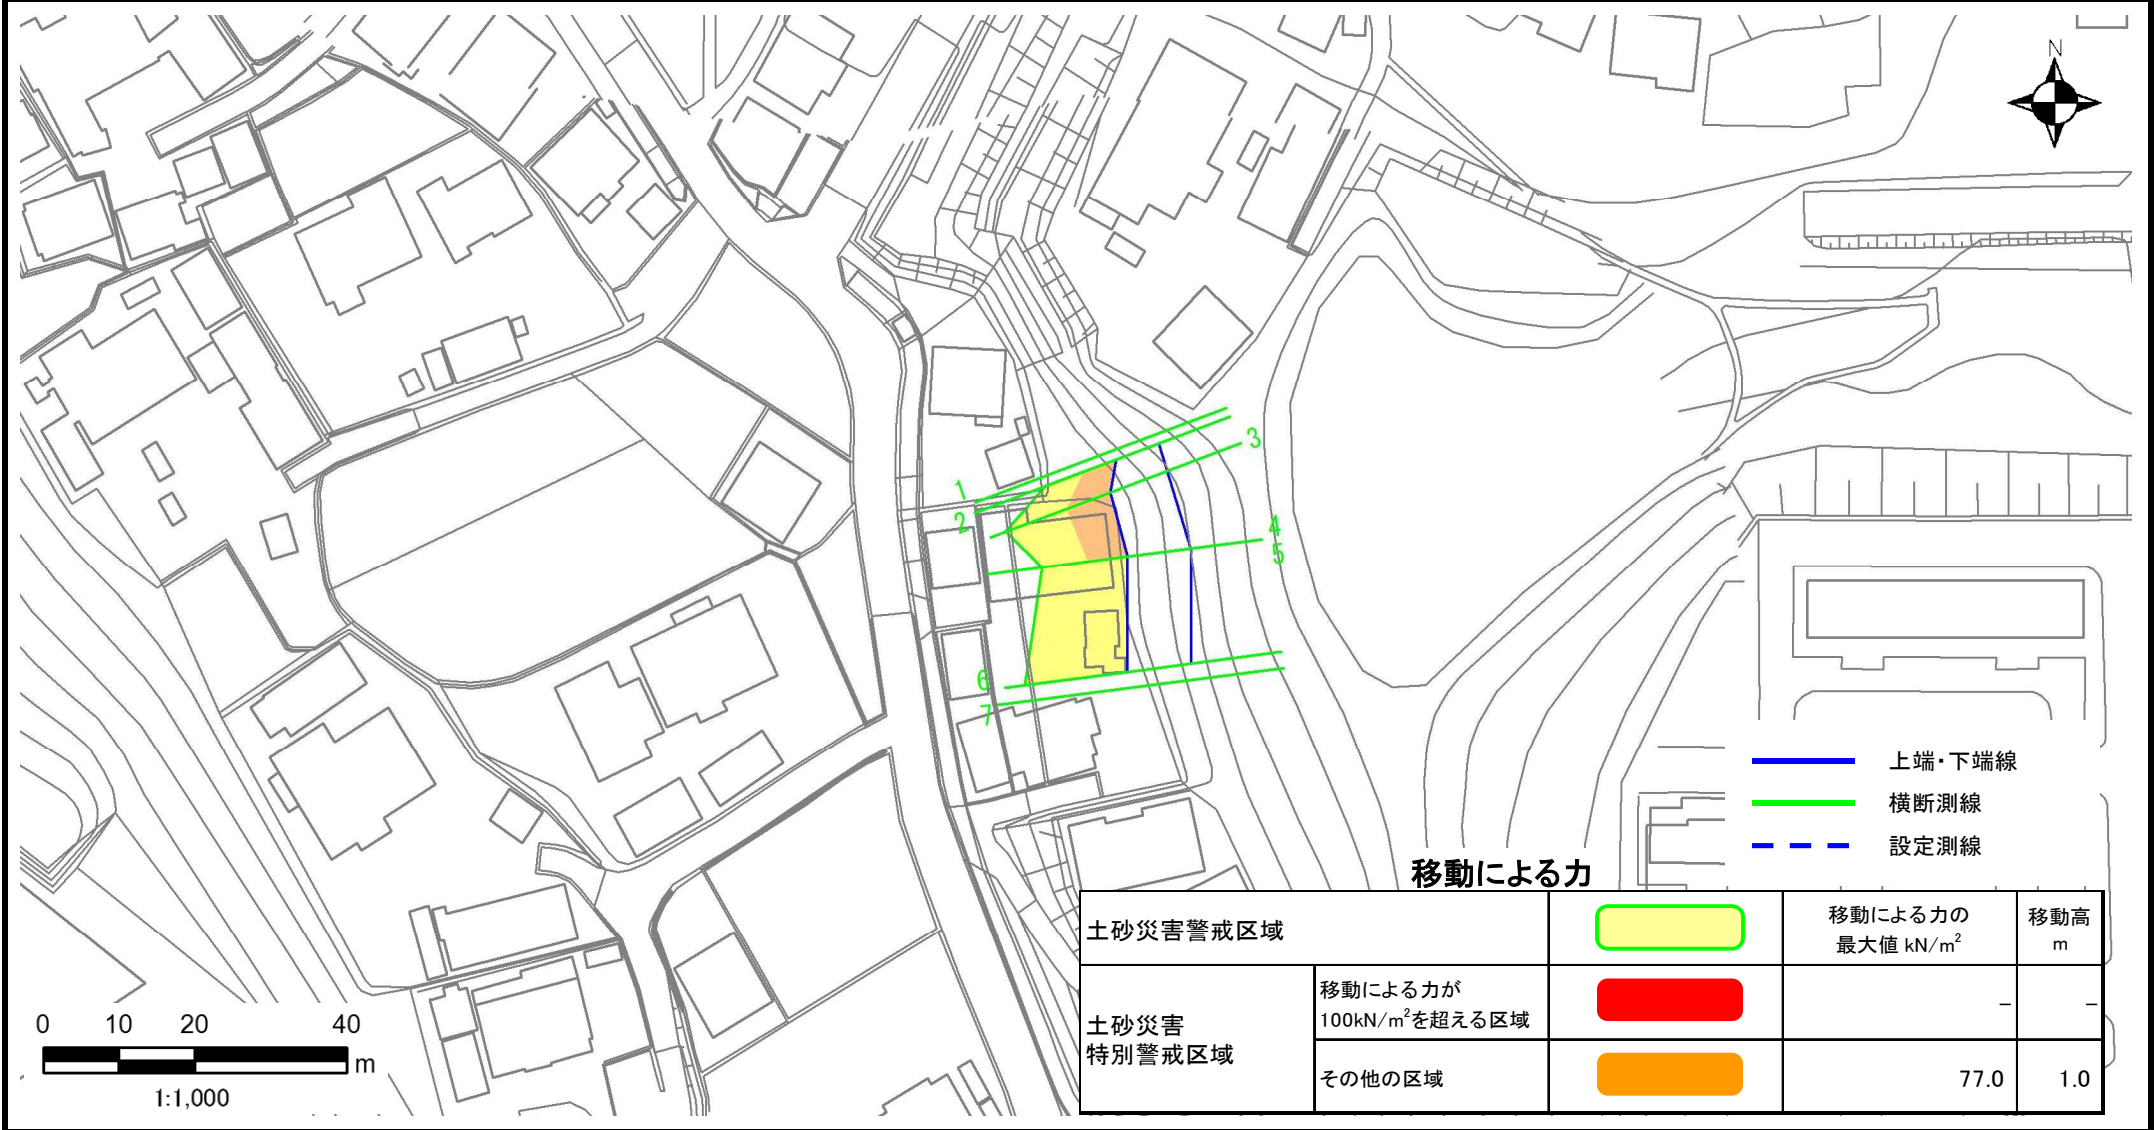 N
1
2
3
4
5
6
7
上端・下端線
横断測線
設定測線
移動による力
土砂災害警戒区域
移動による力の
最大値 kN/m²
移動高
m
土砂災害
特別警戒区域
移動による力が
100kN/m²を超える区域
－
－
その他の区域
77.0
1.0
0 10 20 40
m
1:1,000